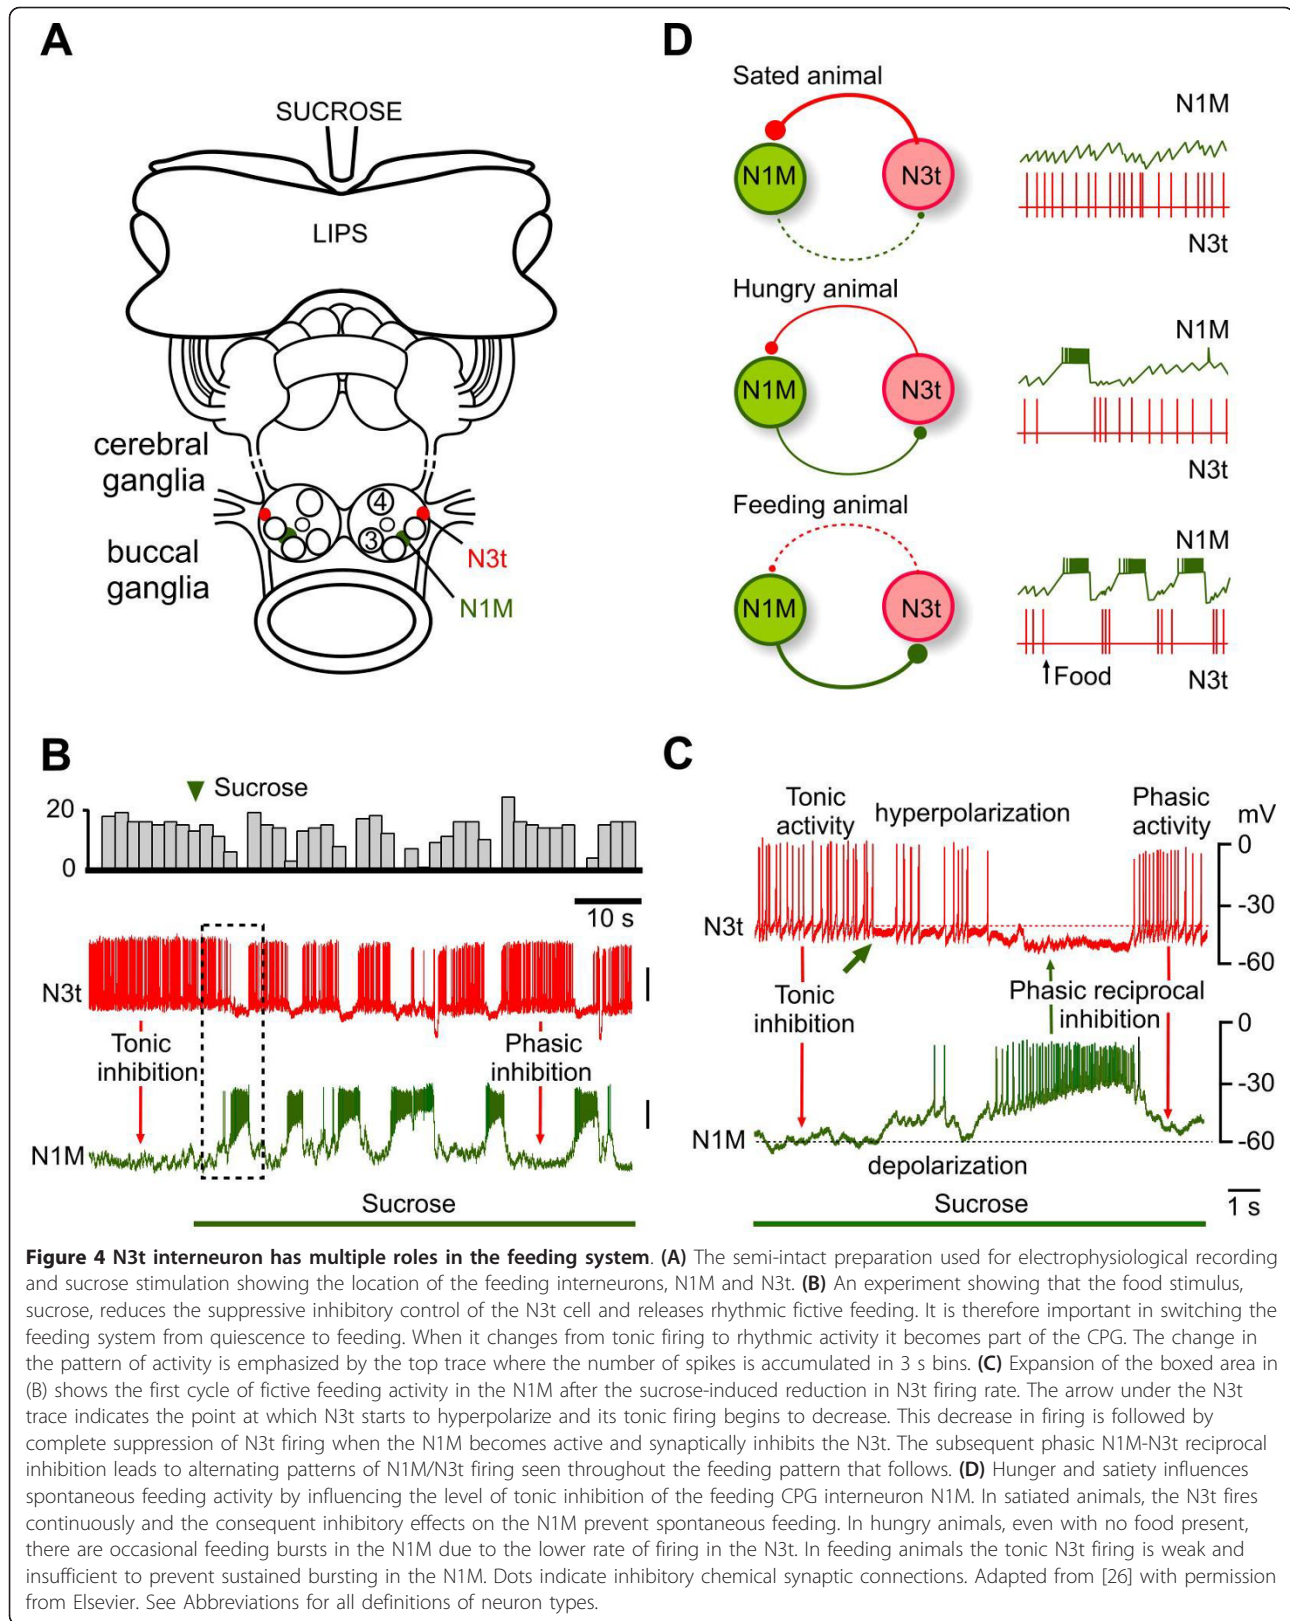 A
SUCROSE
LIPS
cerebral
ganglia
buccal
ganglia
4
3
N3t
N1M
D
Sated animal
N1M
N3t
N1M
N3t
Hungry animal
N1M
N3t
N1M
N3t
Feeding animal
N1M
N3t
N1M
Food
N3t
B
Sucrose
20
0
10 s
N3t
Tonic
inhibition
Phasic
inhibition
N1M
Sucrose
C
Tonic
activity
hyperpolarization
Phasic
activity
mV
0
-30
-60
N3t
Tonic
inhibition
Phasic reciprocal
inhibition
0
-30
-60
N1M
depolarization
Sucrose
1 s
Figure 4 N3t interneuron has multiple roles in the feeding system. (A) The semi-intact preparation used for electrophysiological recording
and sucrose stimulation showing the location of the feeding interneurons, N1M and N3t. (B) An experiment showing that the food stimulus,
sucrose, reduces the suppressive inhibitory control of the N3t cell and releases rhythmic fictive feeding. It is therefore important in switching the
feeding system from quiescence to feeding. When it changes from tonic firing to rhythmic activity it becomes part of the CPG. The change in
the pattern of activity is emphasized by the top trace where the number of spikes is accumulated in 3 s bins. (C) Expansion of the boxed area in
(B) shows the first cycle of fictive feeding activity in the N1M after the sucrose-induced reduction in N3t firing rate. The arrow under the N3t
trace indicates the point at which N3t starts to hyperpolarize and its tonic firing begins to decrease. This decrease in firing is followed by
complete suppression of N3t firing when the N1M becomes active and synaptically inhibits the N3t. The subsequent phasic N1M-N3t reciprocal
inhibition leads to alternating patterns of N1M/N3t firing seen throughout the feeding pattern that follows. (D) Hunger and satiety influences
spontaneous feeding activity by influencing the level of tonic inhibition of the feeding CPG interneuron N1M. In satiated animals, the N3t fires
continuously and the consequent inhibitory effects on the N1M prevent spontaneous feeding. In hungry animals, even with no food present,
there are occasional feeding bursts in the N1M due to the lower rate of firing in the N3t. In feeding animals the tonic N3t firing is weak and
insufficient to prevent sustained bursting in the N1M. Dots indicate inhibitory chemical synaptic connections. Adapted from [26] with permission
from Elsevier. See Abbreviations for all definitions of neuron types.